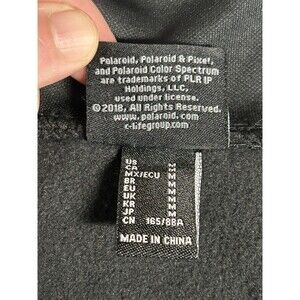 Polaroid, Polaroid & Pixel,
and Polaroid Color Spectrum
are trademarks of PLR IP
Holdings, LLC,
used under license.
©2018, All Rights Reserved.
www.polaroid.com
c-lifegroup.com
US M
CA M
MX/ECU M
BR M
EU M
UK M
KR M
JP M
CN 165/88A
MADE IN CHINA